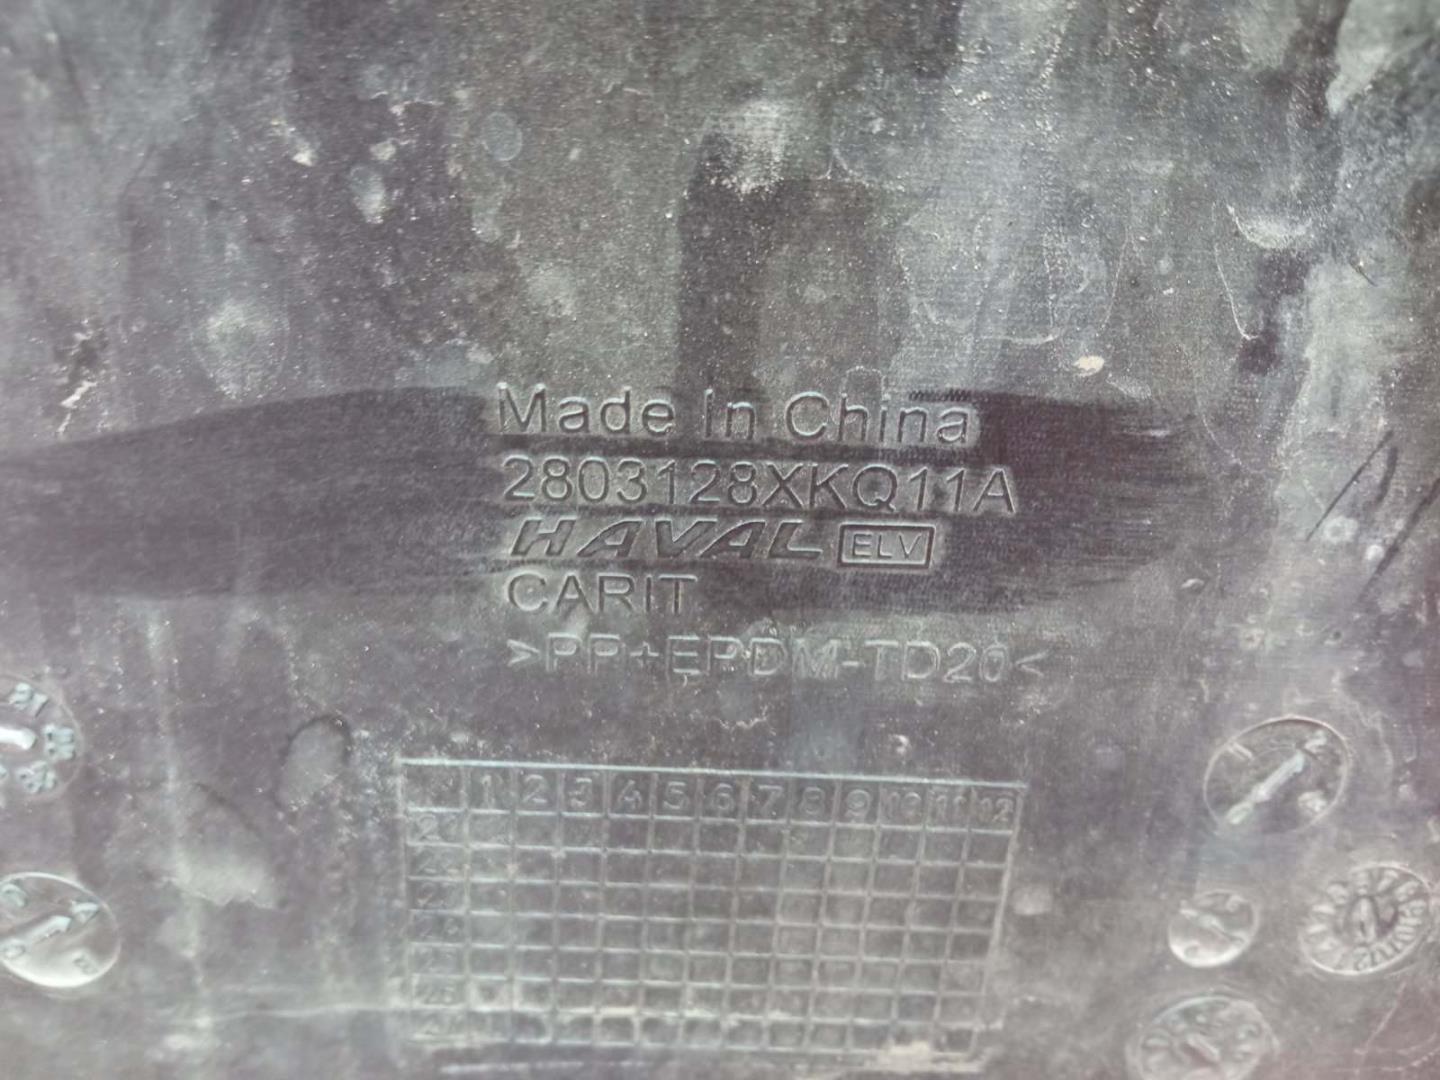 Made In China
2803128XKQ11A
HAVAL ELV
CARIT
>PP+EPDM-TD20<
1 2 3 4 5 6 7 8 9 10 11 12